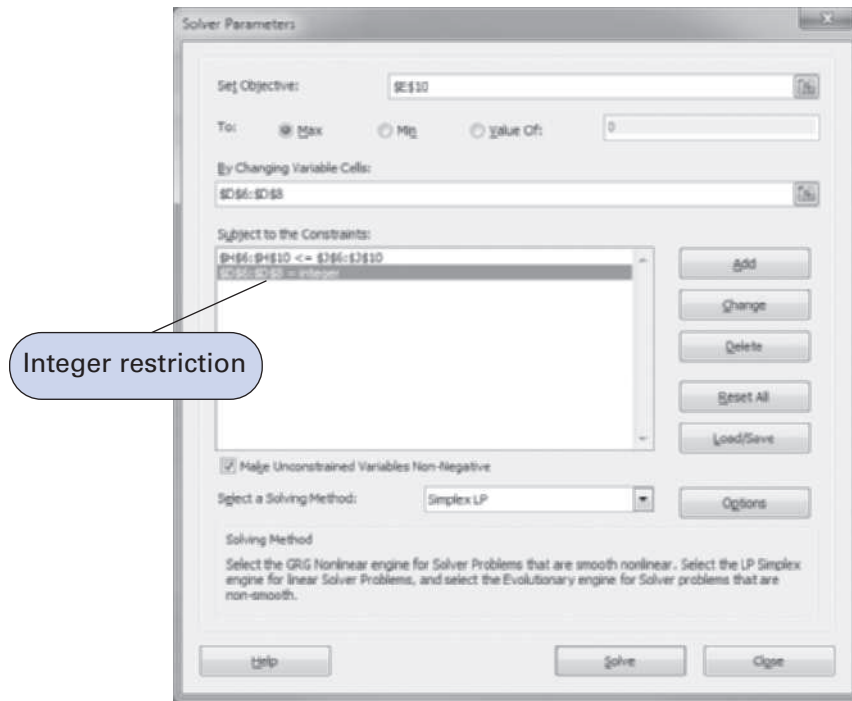 Solver Parameters
Set Objective: $E$10
To: Max Min Value Of: 0
By Changing Variable Cells:
$D$6:$D$8
Subject to the Constraints:
$H$6:$H$10 <= $J$6:$J$10
$D$6:$D$8 = integer
Add
Change
Integer restriction
Delete
Reset All
Load/Save
Make Unconstrained Variables Non-Negative
Select a Solving Method: Simplex LP Options
Solving Method
Select the GRG Nonlinear engine for Solver Problems that are smooth nonlinear. Select the LP Simplex
engine for linear Solver Problems, and select the Evolutionary engine for Solver problems that are
non-smooth.
Help Solve Close